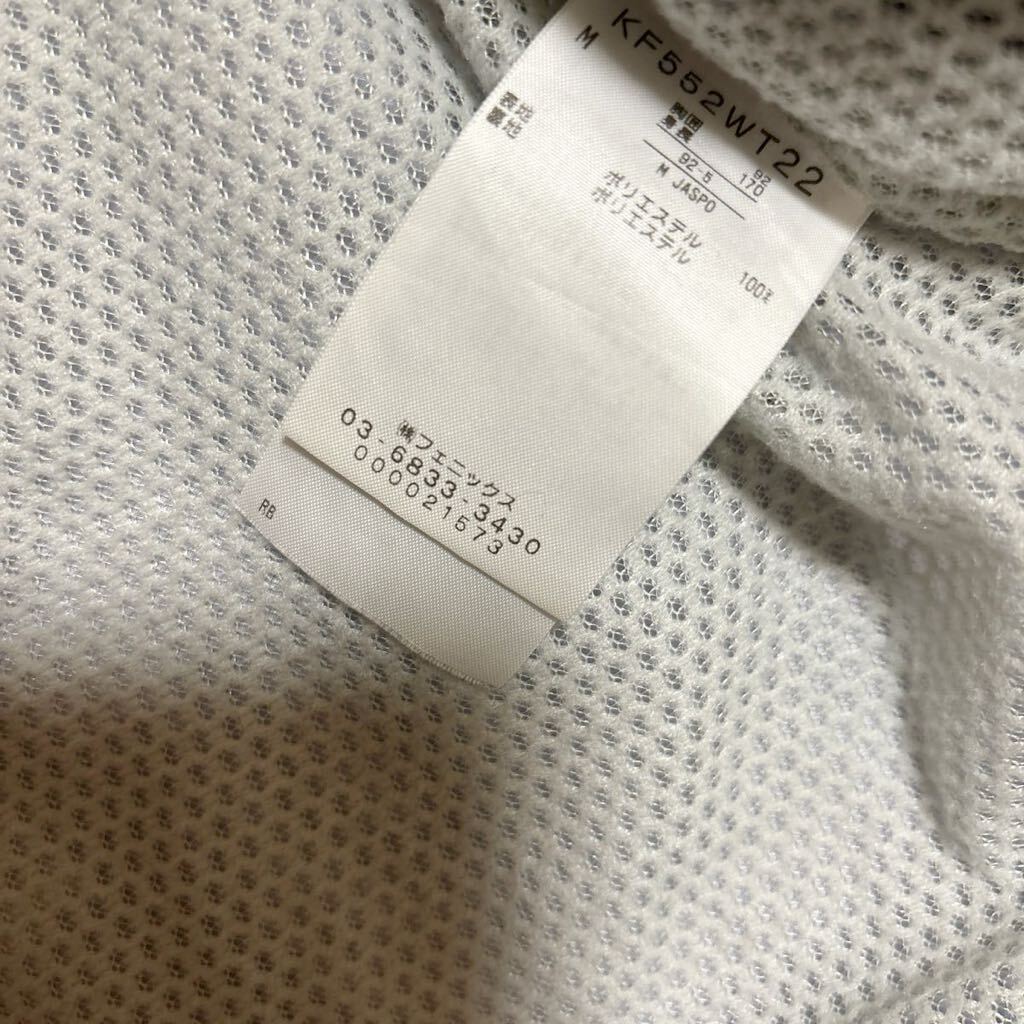 KF552WT22
M
胸囲 92
身長 170
92.5
M JASPO
表地 ポリエステル 100%
裏地 ポリエステル
㈱フェニックス
03-6833-3430
000021573
RB